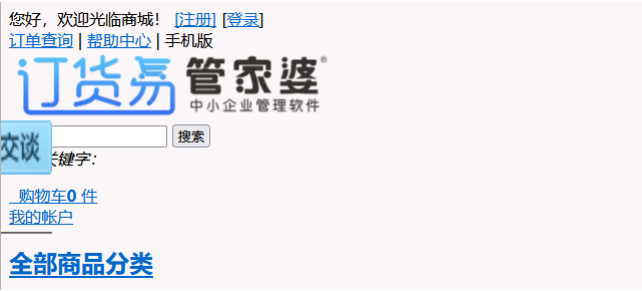 您好，欢迎光临商城！ [注册] [登录]
订单查询 | 帮助中心 | 手机版
订货易 管家婆®
中小企业管理软件
搜索
交谈
键字：
购物车0 件
我的帐户
全部商品分类